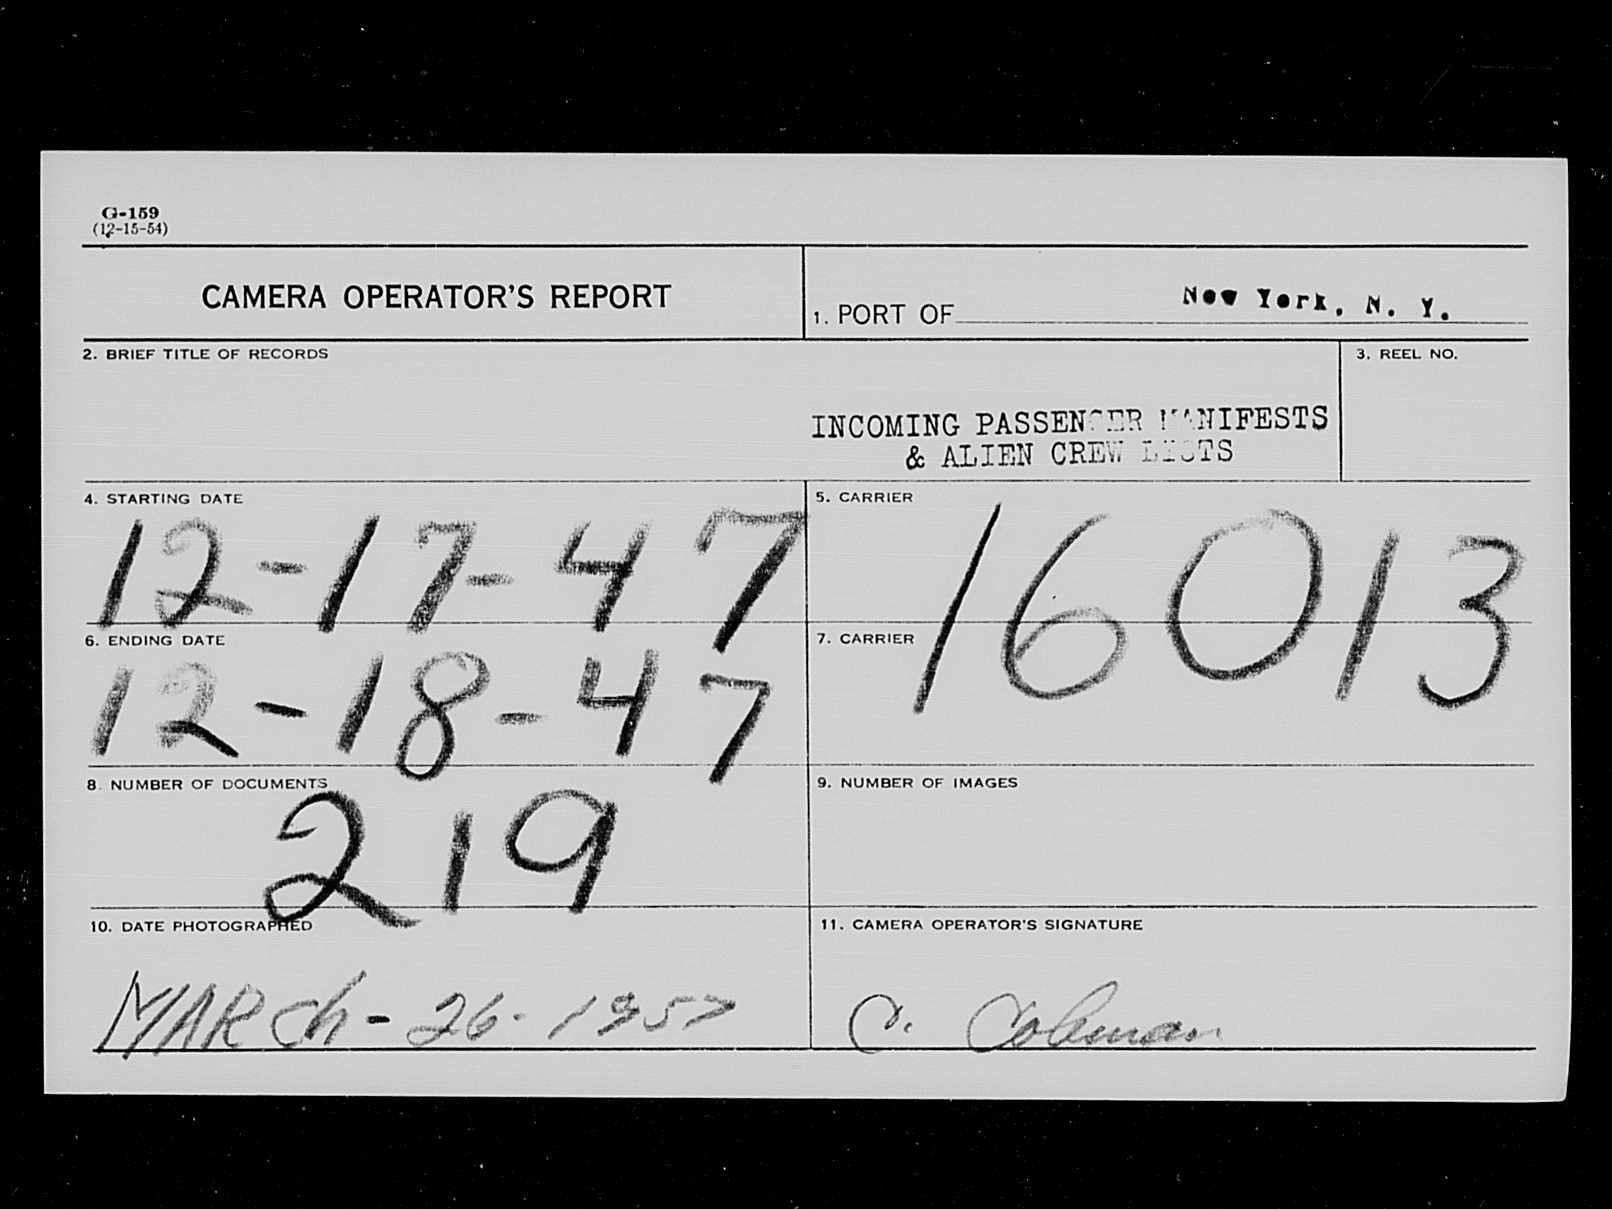 G-159
(12-15-54)
CAMERA OPERATOR'S REPORT
1. PORT OF New York, N. Y.
2. BRIEF TITLE OF RECORDS
3. REEL NO.
INCOMING PASSENGER MANIFESTS
& ALIEN CREW LISTS
4. STARTING DATE
12-17-47
5. CARRIER
16013
6. ENDING DATE
12-18-47
7. CARRIER
8. NUMBER OF DOCUMENTS
219
9. NUMBER OF IMAGES
10. DATE PHOTOGRAPHED
MARch-26-1957
11. CAMERA OPERATOR'S SIGNATURE
C. Coleman